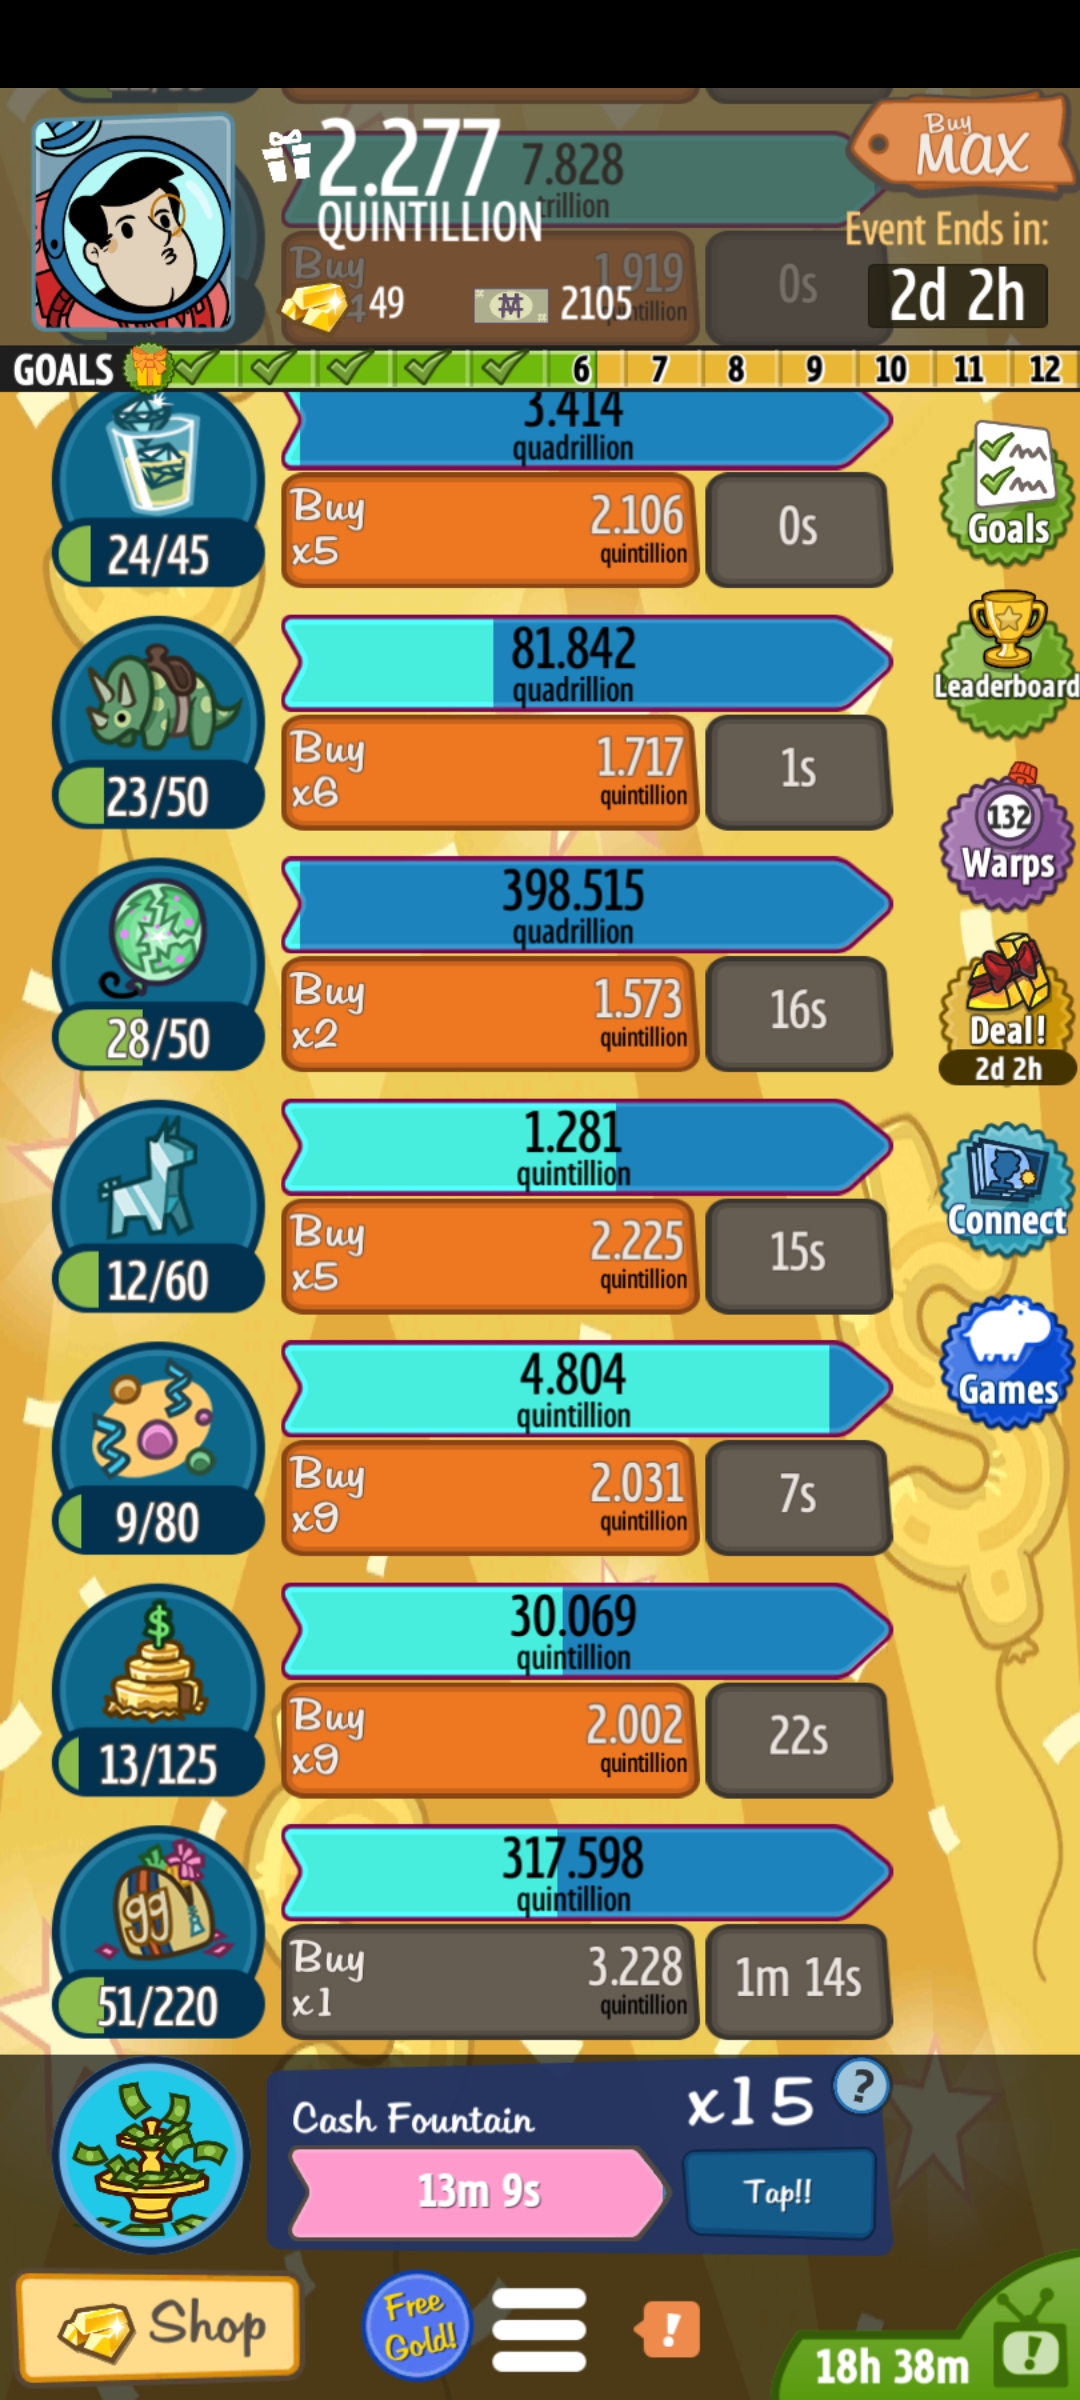 2.277
QUINTILLION
7.828
trillion
Buy
MAX
Event Ends in:
2d 2h
49
2105
Buy
1.919
0s
GOALS
6 7 8 9 10 11 12
3.414
quadrillion
24/45
Buy
x5
2.106
quintillion
0s
Goals
81.842
quadrillion
23/50
Buy
x6
1.717
quintillion
1s
Leaderboard
132
Warps
398.515
quadrillion
28/50
Buy
x2
1.573
quintillion
16s
Deal!
2d 2h
1.281
quintillion
12/60
Buy
x5
2.225
quintillion
15s
Connect
4.804
quintillion
9/80
Buy
x9
2.031
quintillion
7s
Games
30.069
quintillion
$
13/125
Buy
x9
2.002
quintillion
22s
317.598
quintillion
99
51/220
Buy
x1
3.228
quintillion
1m 14s
Cash Fountain
x15
?
13m 9s
Tap!!
Shop
Free
Gold!
!
18h 38m
!